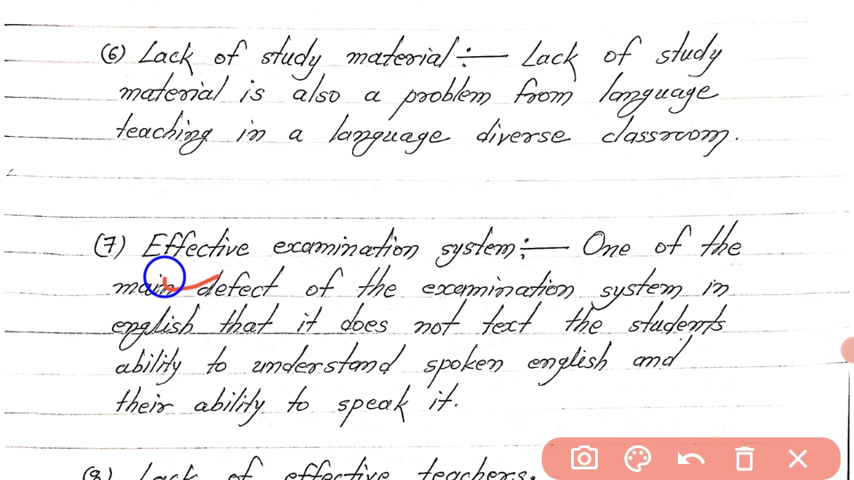 (6) Lack of study material:— Lack of study
material is also a problem from language
teaching in a language diverse classroom.
(7) Effective examination system:— One of the
main defect of the examination system in
english that it does not text the students
ability to understand spoken english and
their ability to speak it.
(8) Lack of effective teachers: